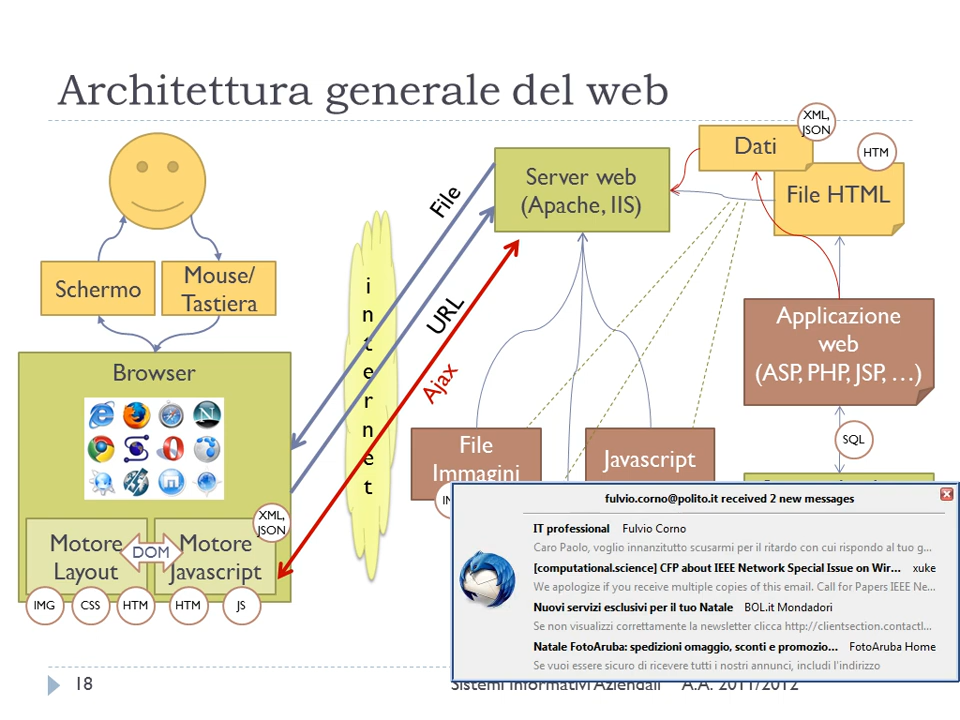 Architettura generale del web
XML,
JSON
Dati
HTM
File HTML
Server web
(Apache, IIS)
File
URL
Ajax
internet
Schermo
Mouse/
Tastiera
Browser
Applicazione
web
(ASP, PHP, JSP, …)
SQL
File
Immagini
Javascript
XML,
JSON
Motore
Layout
DOM
Motore
Javascript
IMG
CSS
HTM
HTM
JS
fulvio.corno@polito.it received 2 new messages
IT professional Fulvio Corno
Caro Paolo, voglio innanzitutto scusarmi per il ritardo con cui rispondo al tuo g...
[computational.science] CFP about IEEE Network Special Issue on Wir... xuke
We apologize if you receive multiple copies of this email. Call for Papers IEEE Ne...
Nuovi servizi esclusivi per il tuo Natale BOL.it Mondadori
Se non visualizzi correttamente la newsletter clicca http://clientsection.contactl...
Natale FotoAruba: spedizioni omaggio, sconti e promozio... FotoAruba Home
Se vuoi essere sicuro di ricevere tutti i nostri annunci, includi l'indirizzo
18
Sistemi Informativi Aziendali A.A. 2011/2012